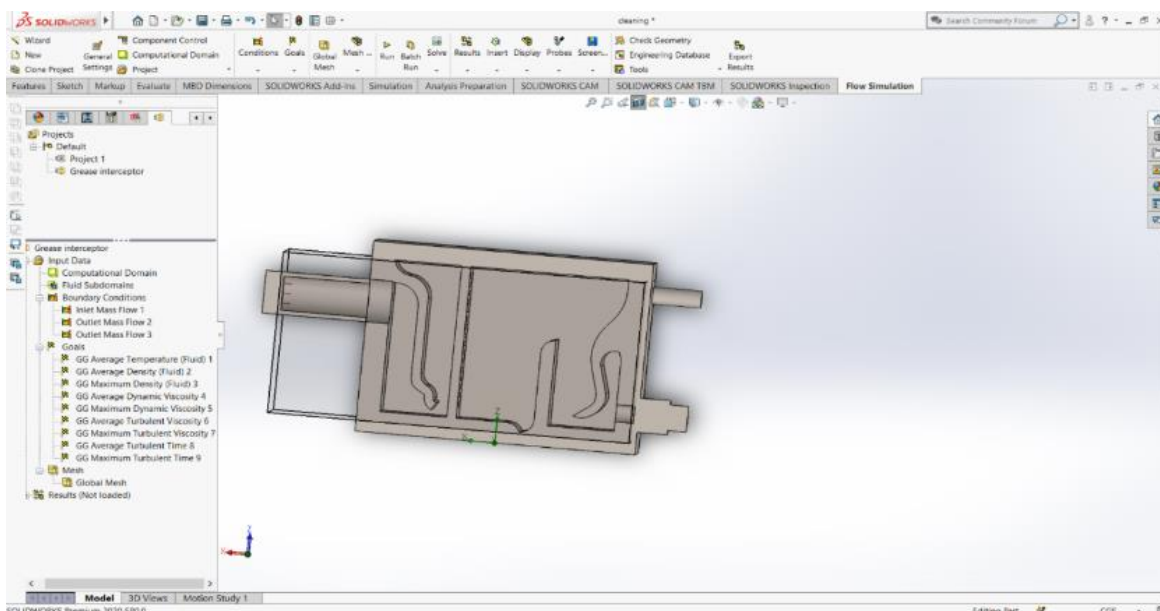 SOLIDWORKS
cleaning *
Search Community Forum
Wizard
New
Clone Project
General Settings
Component Control
Computational Domain
Project
Conditions
Goals
Global Mesh
Mesh ...
Run
Batch Run
Solve
Results
Insert
Display
Probes
Screen...
Check Geometry
Engineering Database
Tools
Export Results
Features Sketch Markup Evaluate MBD Dimensions SOLIDWORKS Add-Ins Simulation Analysis Preparation SOLIDWORKS CAM SOLIDWORKS CAM TBM SOLIDWORKS Inspection Flow Simulation
Projects
Default
Project 1
Grease interceptor
Grease interceptor
Input Data
Computational Domain
Fluid Subdomains
Boundary Conditions
Inlet Mass Flow 1
Outlet Mass Flow 2
Outlet Mass Flow 3
Goals
GG Average Temperature (Fluid) 1
GG Average Density (Fluid) 2
GG Maximum Density (Fluid) 3
GG Average Dynamic Viscosity 4
GG Maximum Dynamic Viscosity 5
GG Average Turbulent Viscosity 6
GG Maximum Turbulent Viscosity 7
GG Average Turbulent Time 8
GG Maximum Turbulent Time 9
Mesh
Global Mesh
Results (Not loaded)
Z
Z
X
Model 3D Views Motion Study 1
SOLIDWORKS Premium 2020 SP0.0
Editing Part
CGS